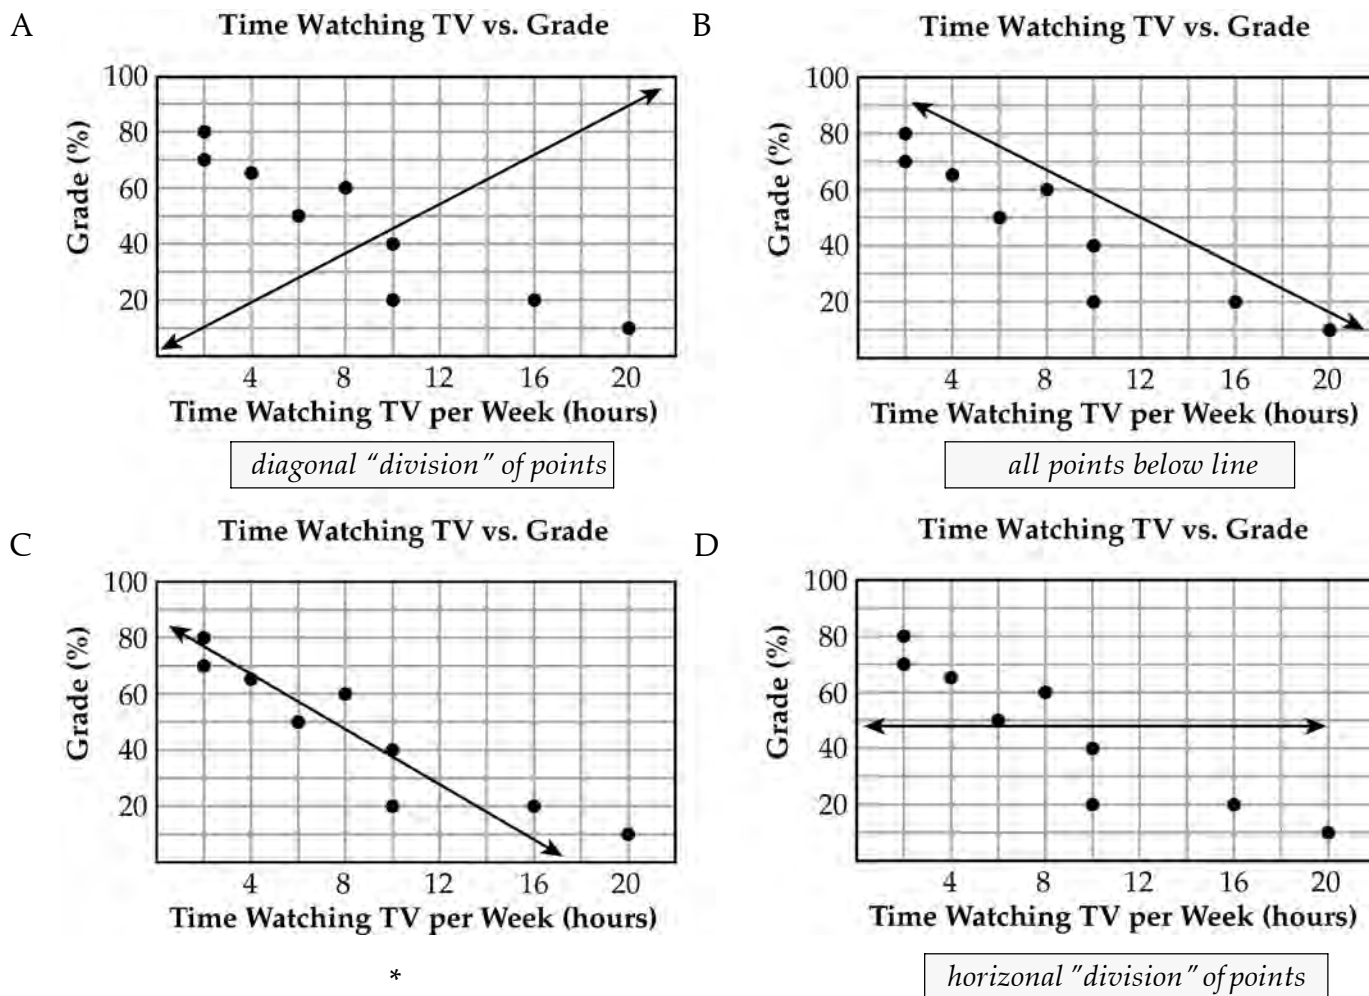 A
Time Watching TV vs. Grade
Grade (%)
100
80
60
40
20
4 8 12 16 20
Time Watching TV per Week (hours)
diagonal “division” of points
B
Time Watching TV vs. Grade
Grade (%)
100
80
60
40
20
4 8 12 16 20
Time Watching TV per Week (hours)
all points below line
C
Time Watching TV vs. Grade
Grade (%)
100
80
60
40
20
4 8 12 16 20
Time Watching TV per Week (hours)
*
D
Time Watching TV vs. Grade
Grade (%)
100
80
60
40
20
4 8 12 16 20
Time Watching TV per Week (hours)
horizonal ”division” of points